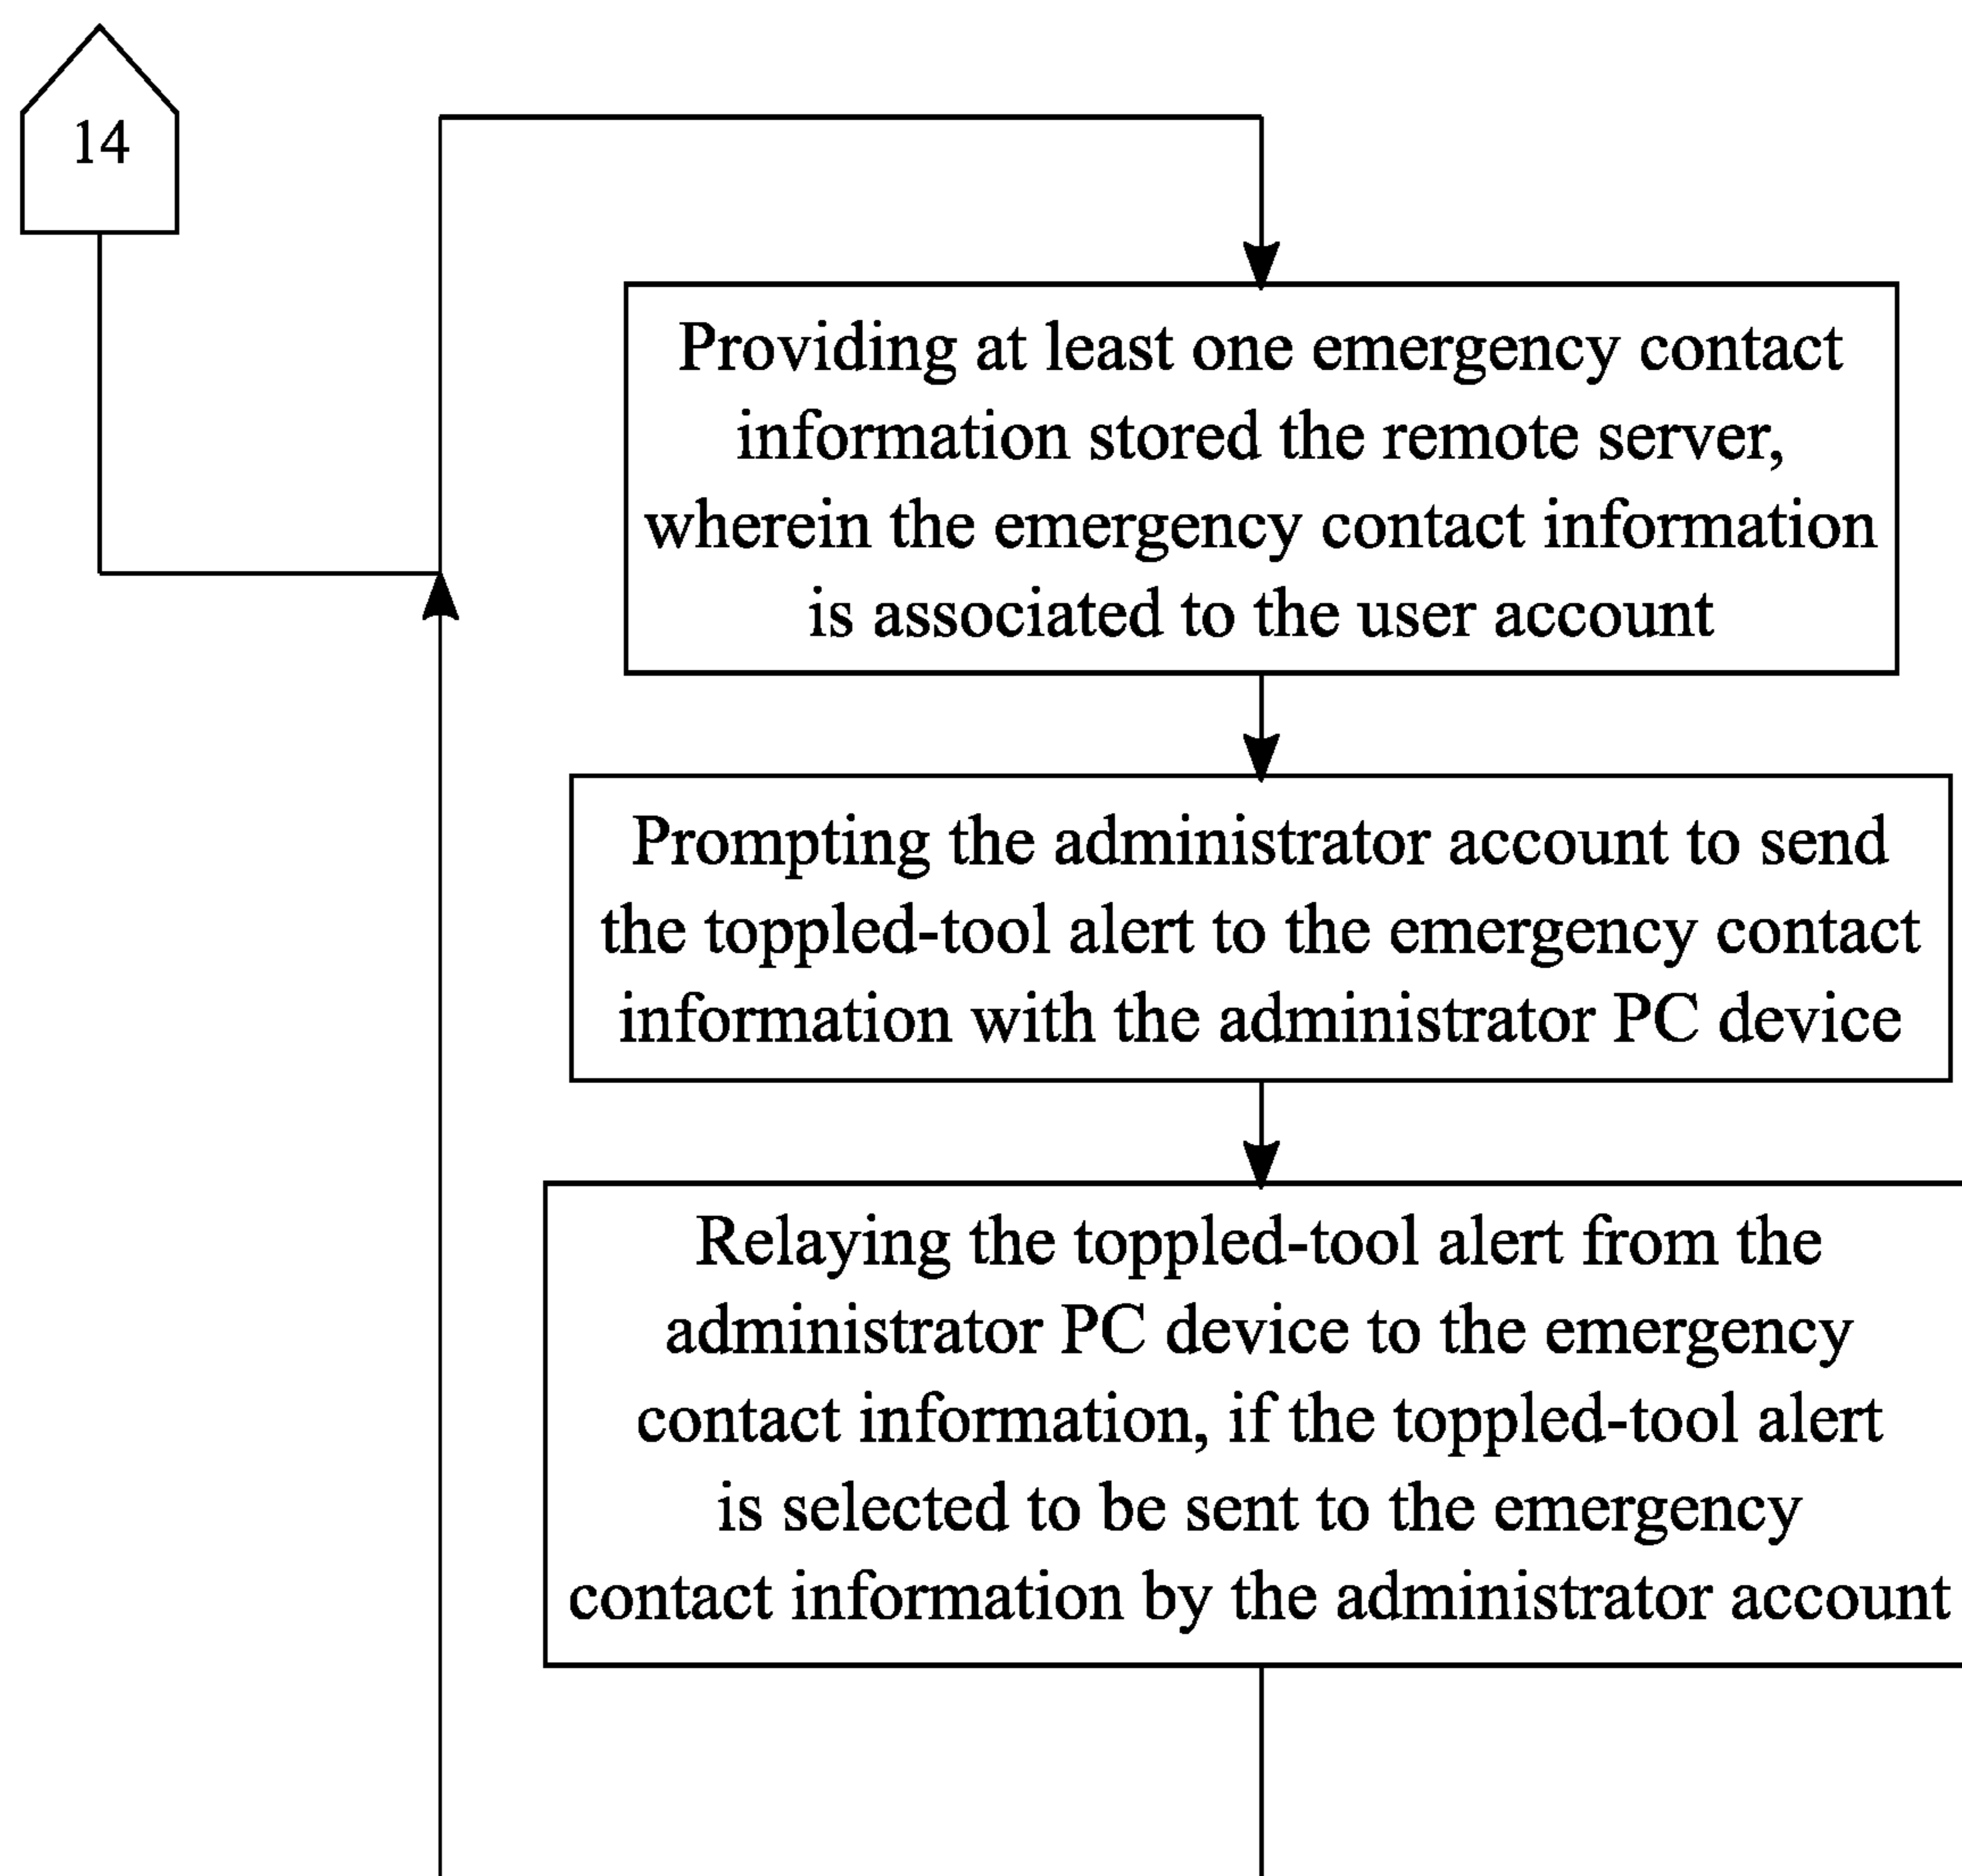 14
Providing at least one emergency contact
information stored the remote server,
wherein the emergency contact information
is associated to the user account
Prompting the administrator account to send
the toppled-tool alert to the emergency contact
information with the administrator PC device
Relaying the toppled-tool alert from the
administrator PC device to the emergency
contact information, if the toppled-tool alert
is selected to be sent to the emergency
contact information by the administrator account